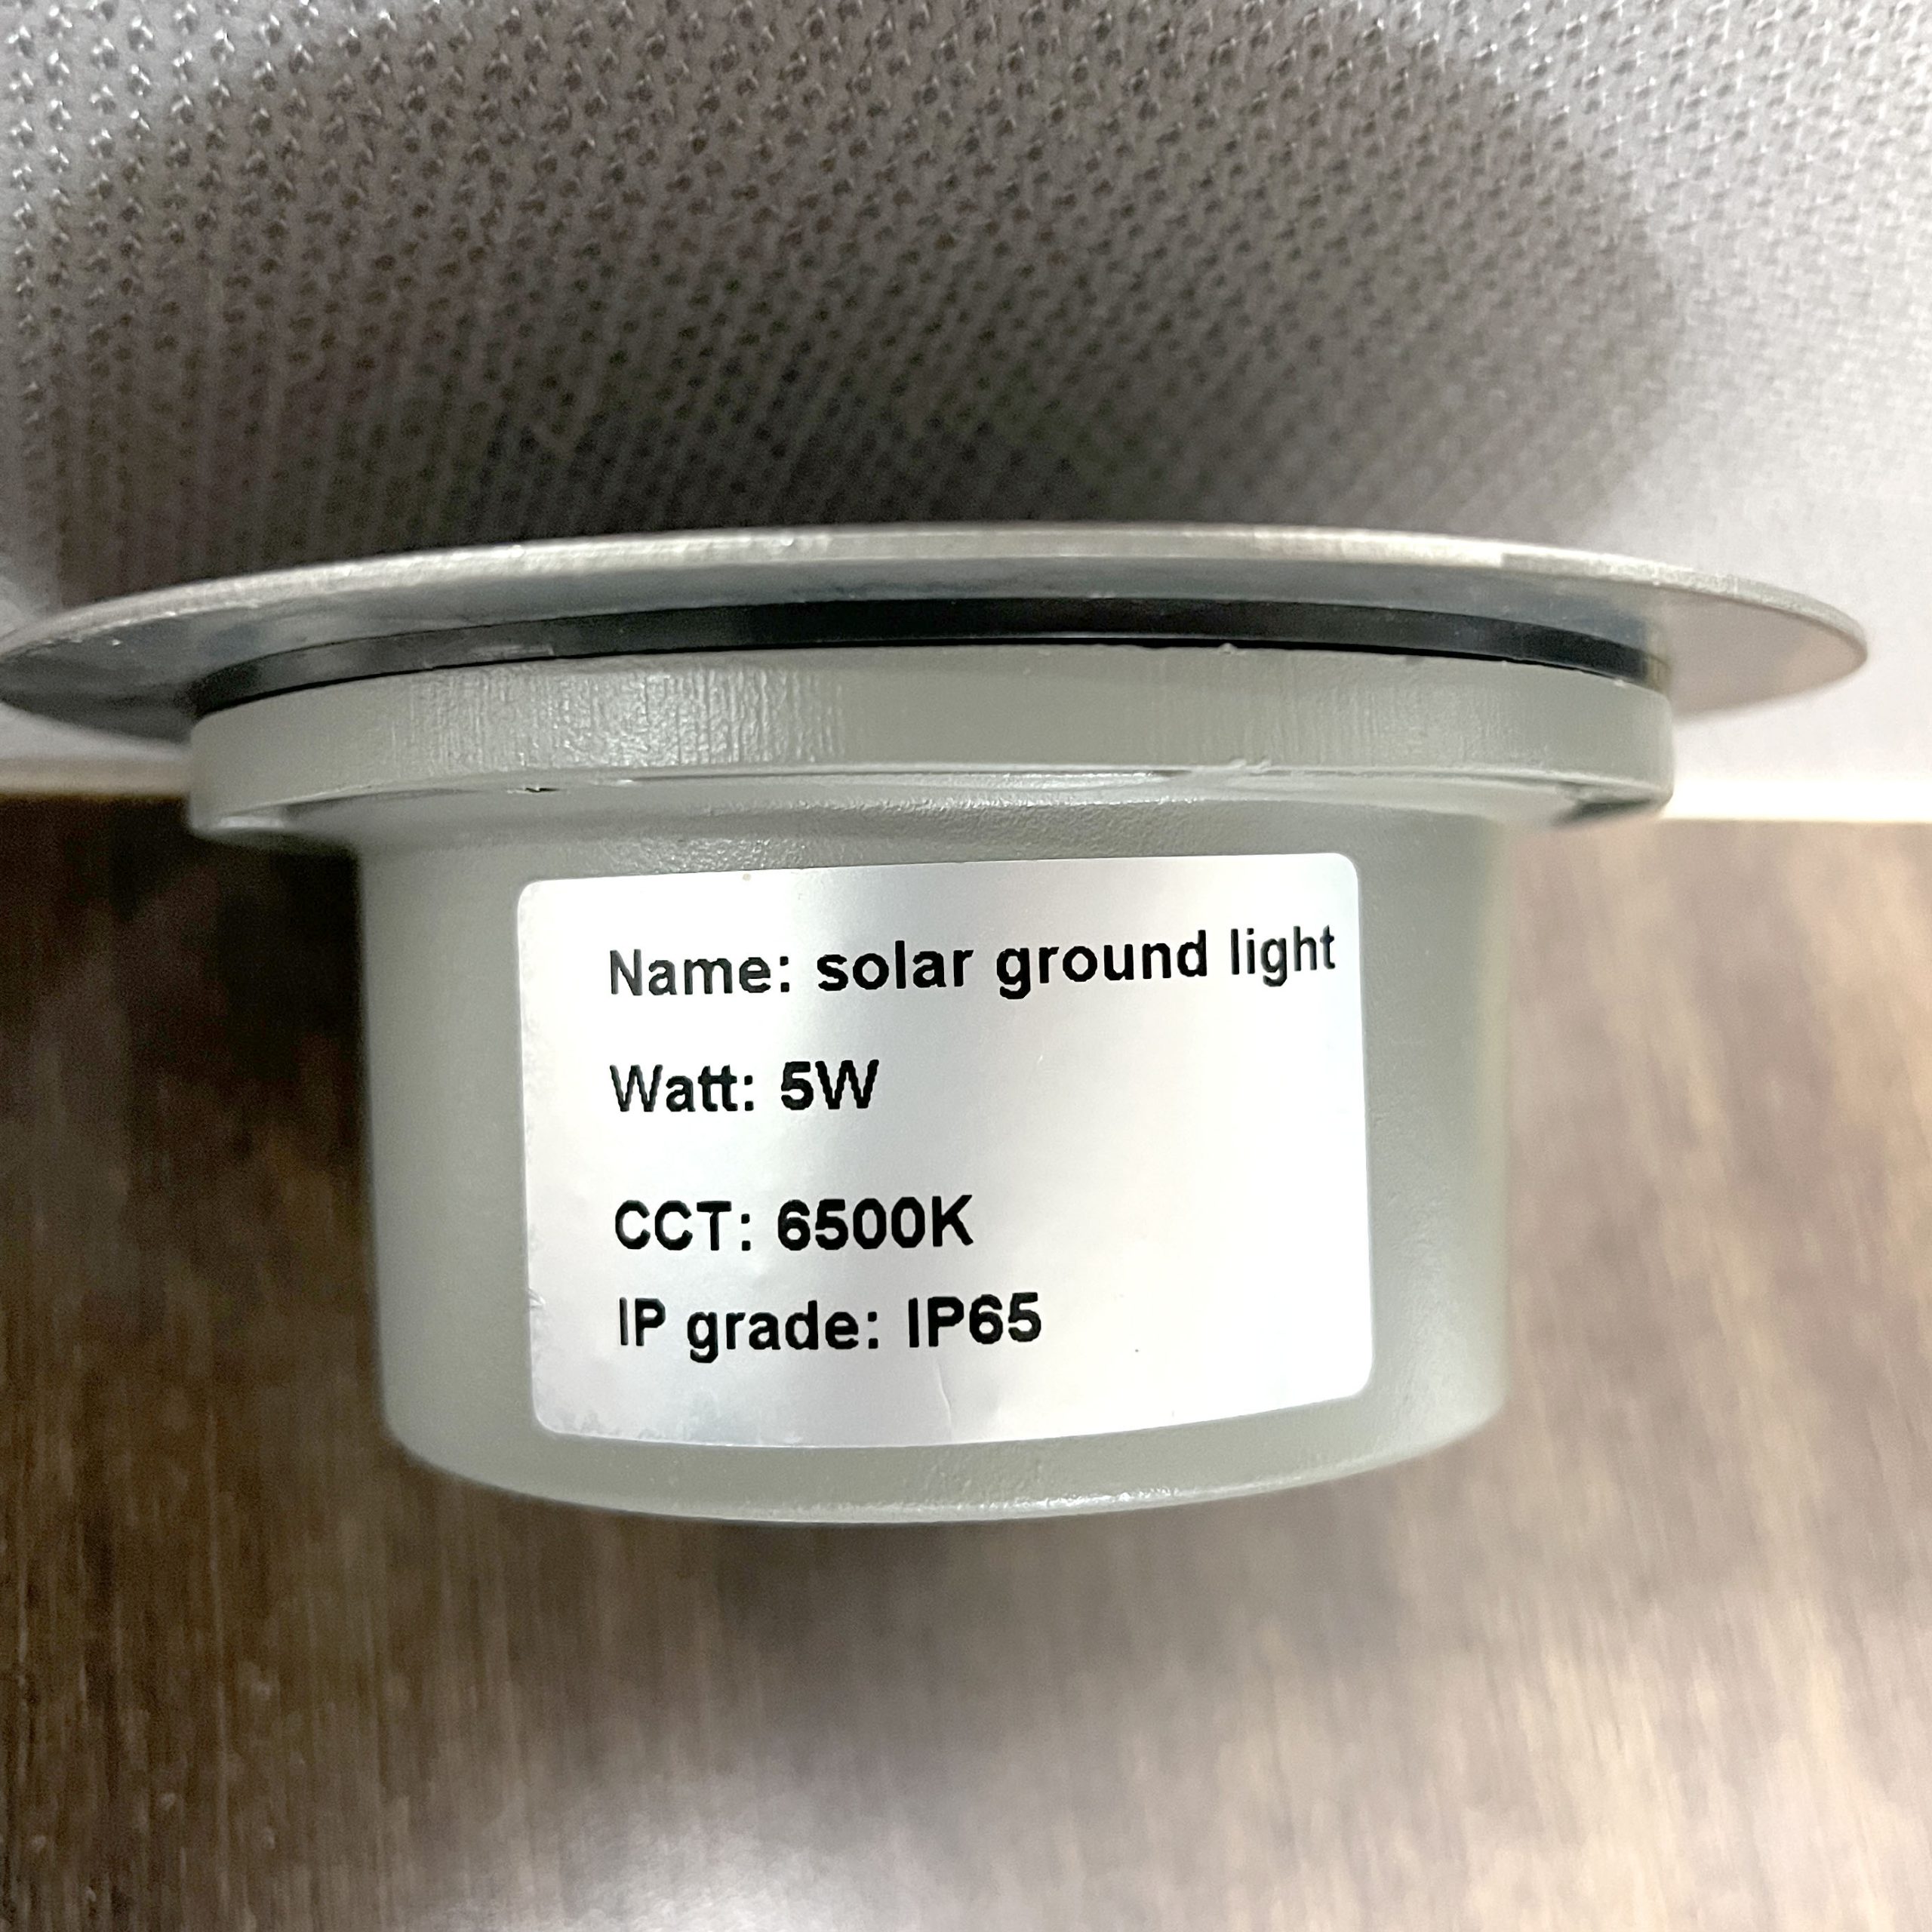 Name: solar ground light
Watt: 5W
CCT: 6500K
IP grade: IP65